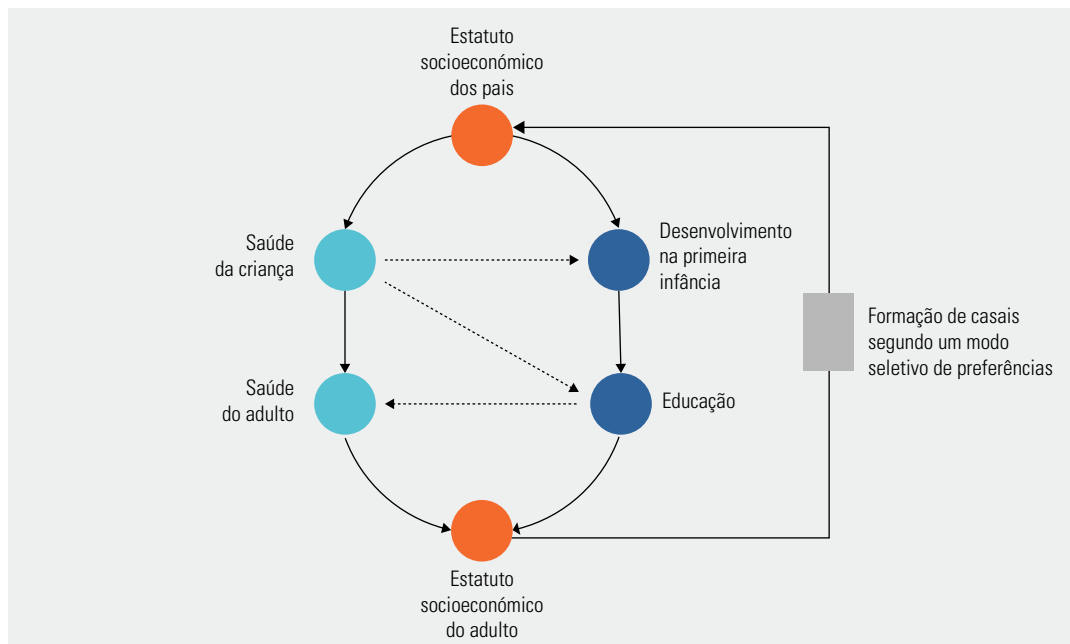 Estatuto
socioeconómico
dos pais
Saúde
da criança
Desenvolvimento
na primeira
infância
Formação de casais
segundo um modo
seletivo de preferências
Saúde
do adulto
Educação
Estatuto
socioeconómico
do adulto